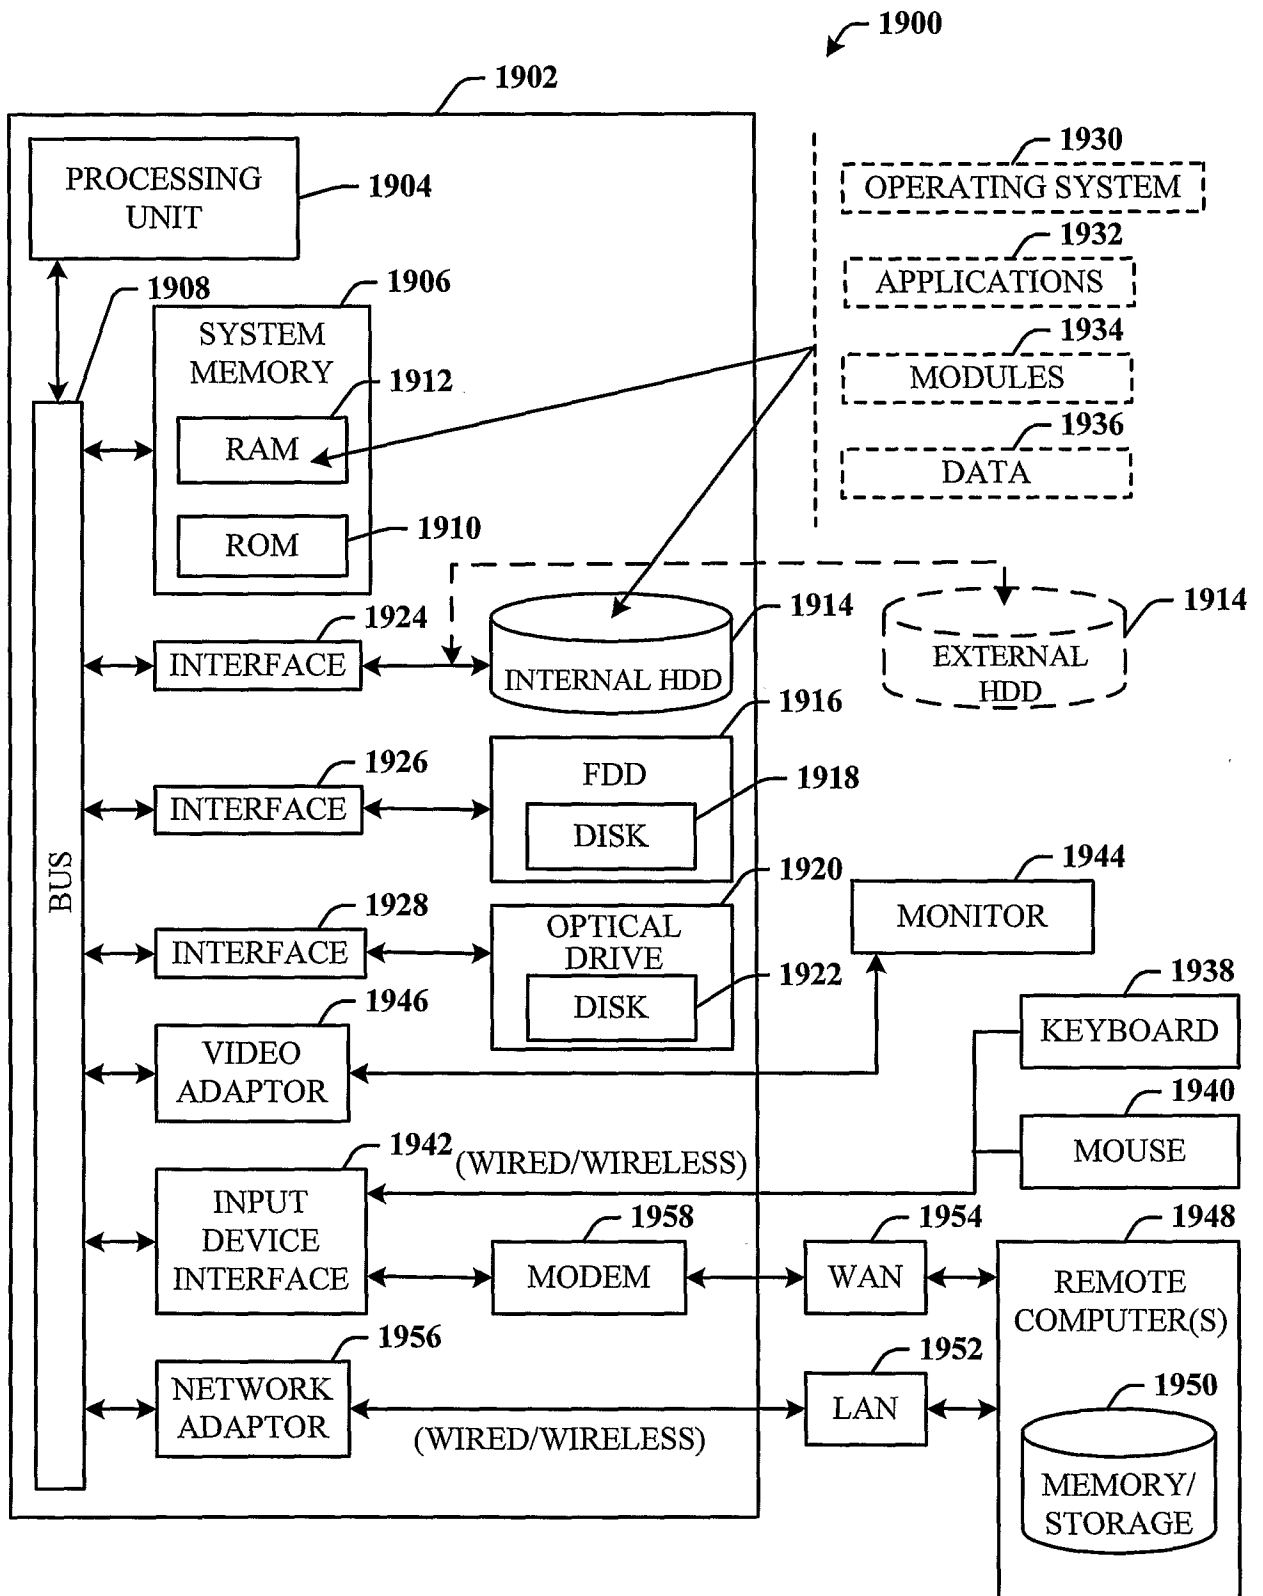 1900
1902
PROCESSING
UNIT
1904
1930
OPERATING SYSTEM
1932
APPLICATIONS
1934
MODULES
1936
DATA
1908
1906
SYSTEM
MEMORY
1912
RAM
1910
ROM
1924
INTERFACE
1914
INTERNAL HDD
1914
EXTERNAL
HDD
1916
FDD
1926
INTERFACE
1918
DISK
BUS
1920
OPTICAL
DRIVE
1928
INTERFACE
1922
DISK
1944
MONITOR
1946
VIDEO
ADAPTOR
1938
KEYBOARD
1940
MOUSE
1942
(WIRED/WIRELESS)
INPUT
DEVICE
INTERFACE
1958
MODEM
1954
WAN
1948
REMOTE
COMPUTER(S)
1956
NETWORK
ADAPTOR
(WIRED/WIRELESS)
1952
LAN
1950
MEMORY/
STORAGE